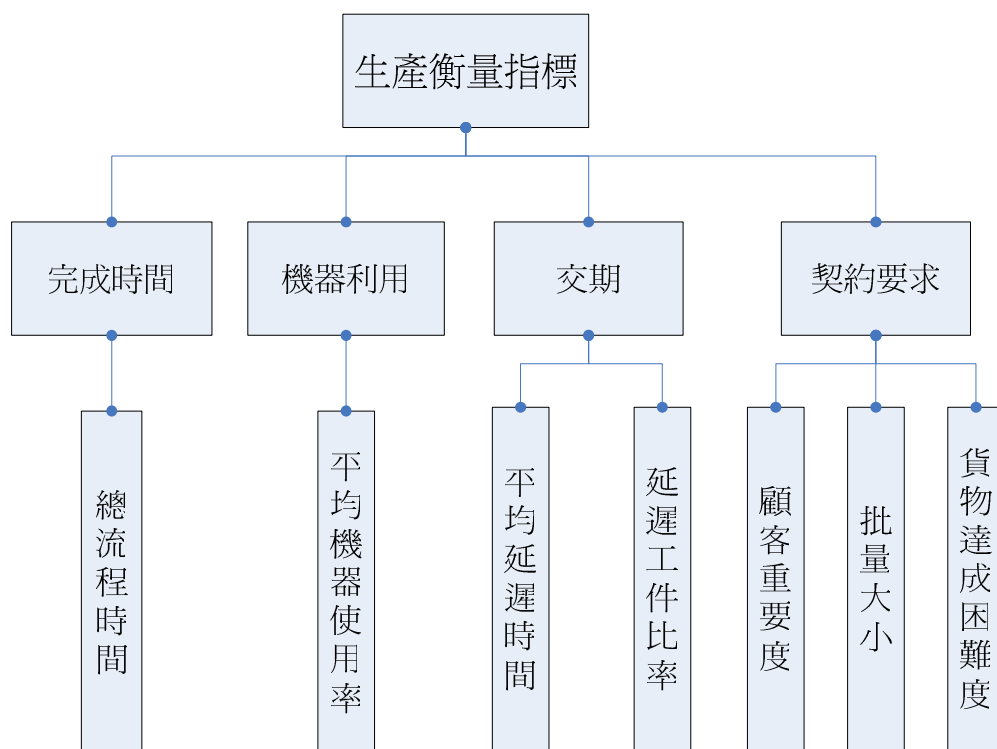 生產衡量指標
完成時間
機器利用
交期
契約要求
總流程時間
平均機器使用率
平均延遲時間
延遲工件比率
顧客重要度
批量大小
貨物達成困難度